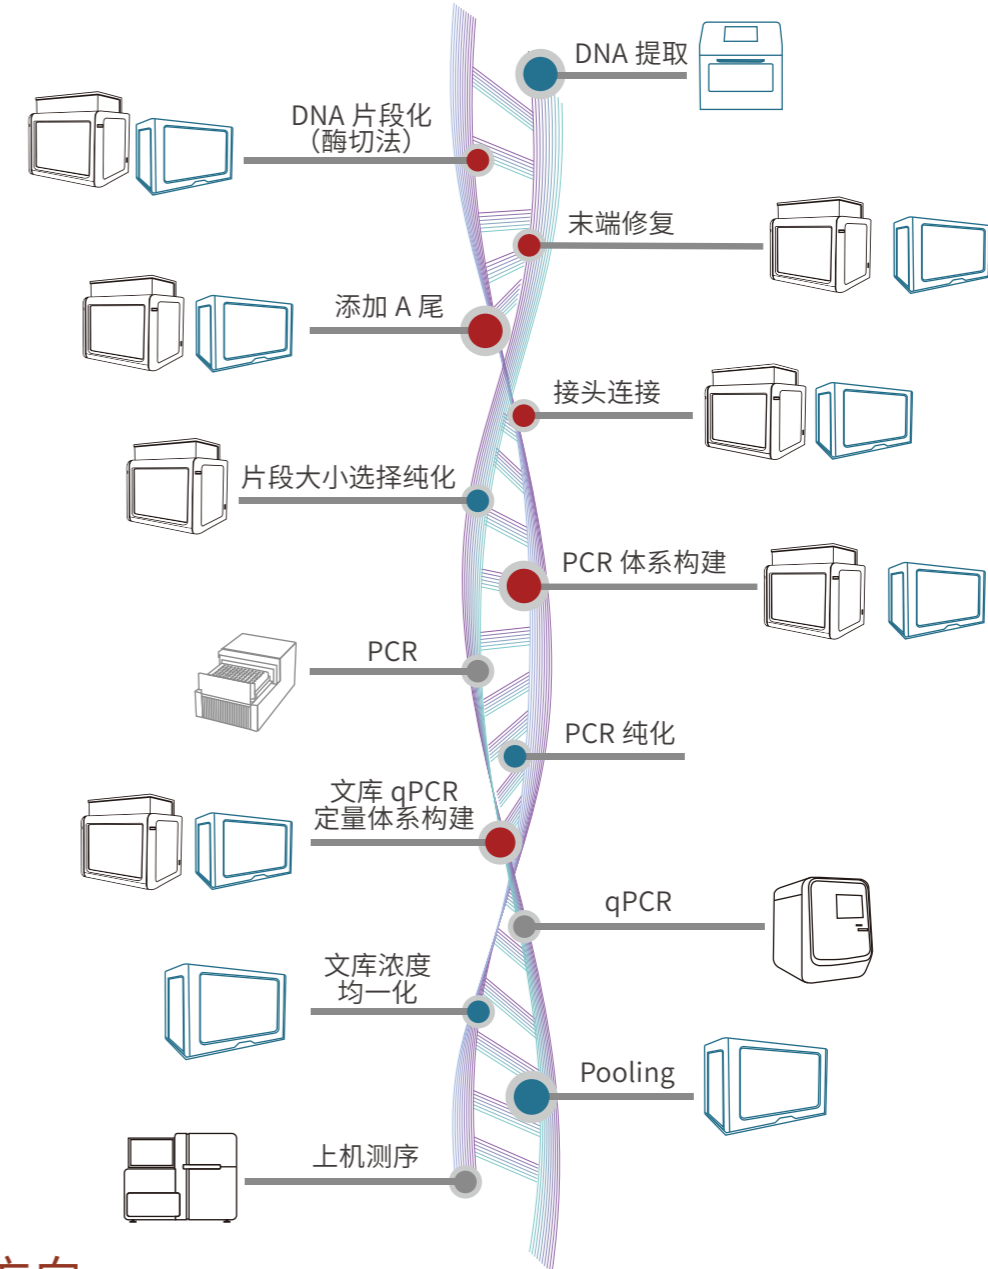 DNA 提取
DNA 片段化
（酶切法）
末端修复
添加 A 尾
接头连接
片段大小选择纯化
PCR 体系构建
PCR
PCR 纯化
文库 qPCR
定量体系构建
qPCR
文库浓度
均一化
Pooling
上机测序